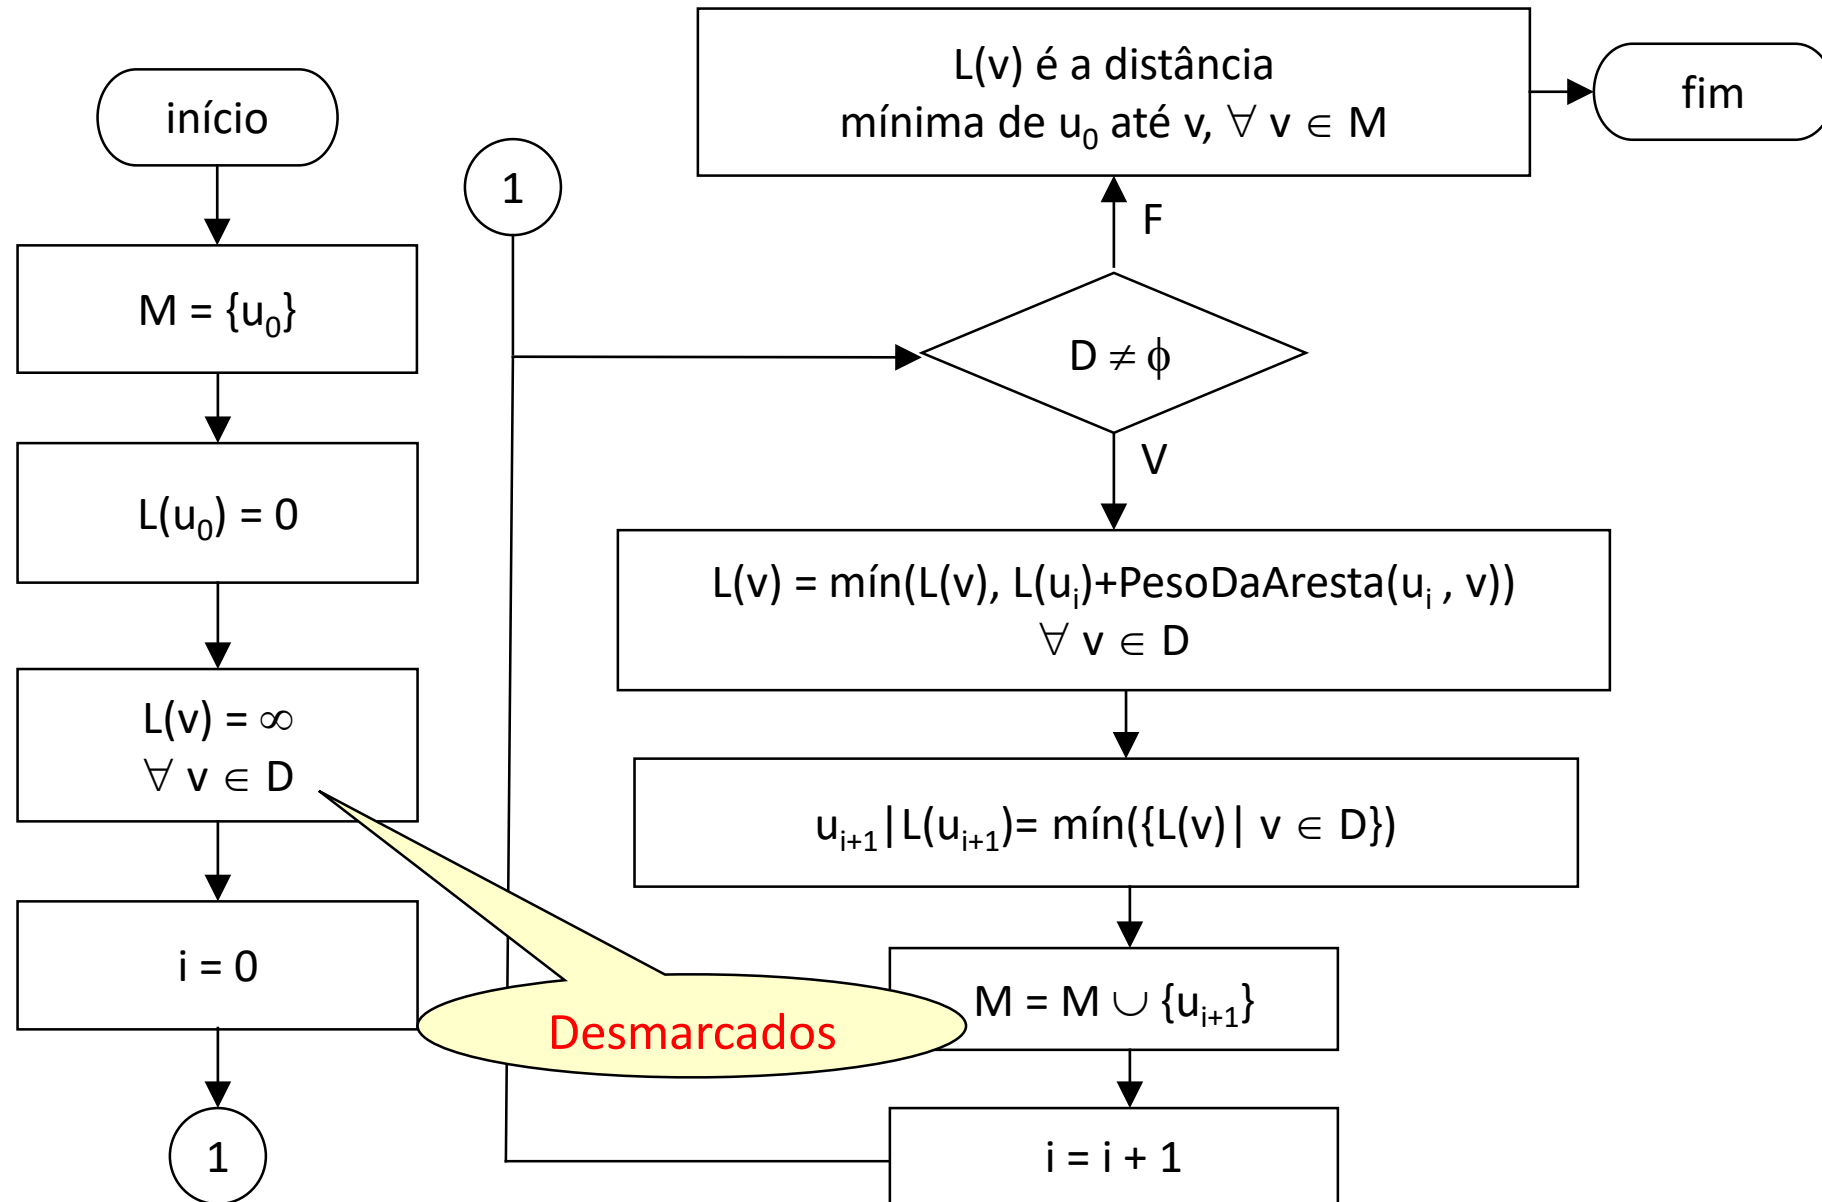 início
M = {u₀}
L(u₀) = 0
L(v) = ∞
∀ v ∈ D
i = 0
1
1
L(v) é a distância
mínima de u₀ até v, ∀ v ∈ M
fim
F
D ≠ ϕ
V
L(v) = mín(L(v), L(uᵢ)+PesoDaAresta(uᵢ , v))
∀ v ∈ D
uᵢ₊₁|L(uᵢ₊₁)= mín({L(v)| v ∈ D})
M = M ∪ {uᵢ₊₁}
Desmarcados
i = i + 1